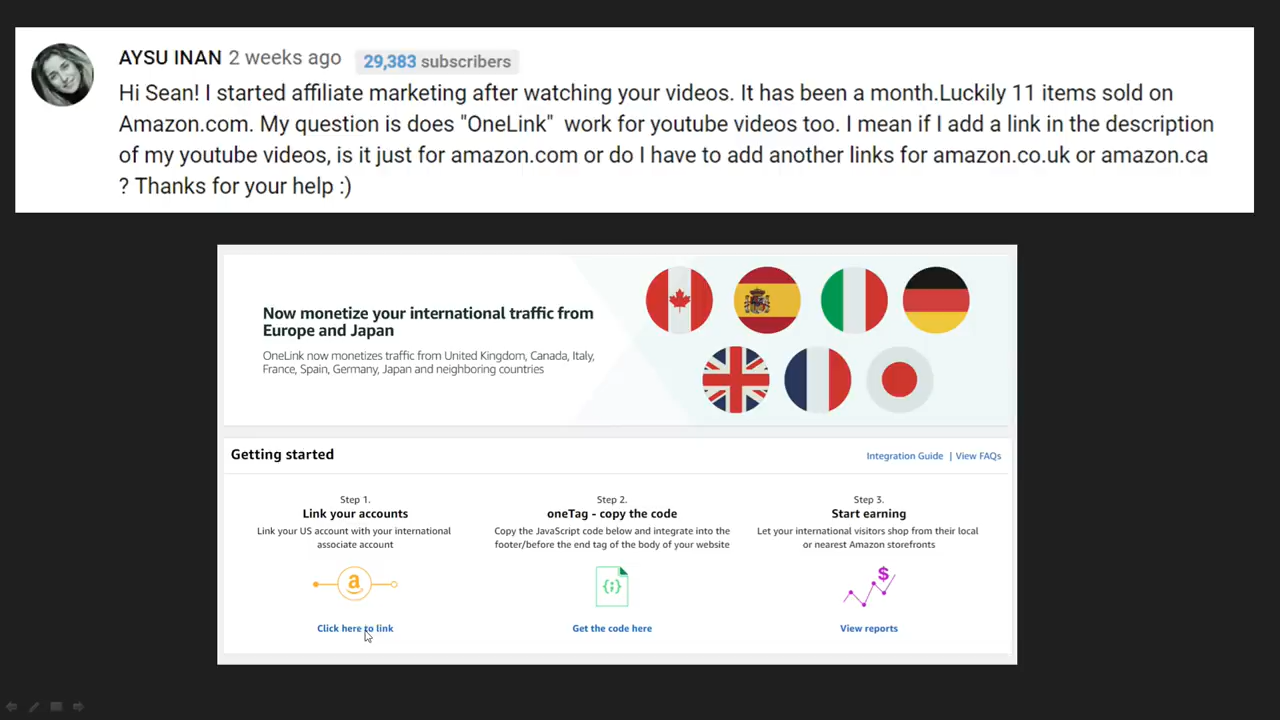 AYSU INAN 2 weeks ago 29,383 subscribers
Hi Sean! I started affiliate marketing after watching your videos. It has been a month.Luckily 11 items sold on
Amazon.com. My question is does "OneLink" work for youtube videos too. I mean if I add a link in the description
of my youtube videos, is it just for amazon.com or do I have to add another links for amazon.co.uk or amazon.ca
? Thanks for your help :)
Now monetize your international traffic from
Europe and Japan
OneLink now monetizes traffic from United Kingdom, Canada, Italy,
France, Spain, Germany, Japan and neighboring countries
Getting started
Integration Guide | View FAQs
Step 1.
Link your accounts
Link your US account with your international
associate account
Click here to link
Step 2.
oneTag - copy the code
Copy the JavaScript code below and integrate into the
footer/before the end tag of the body of your website
Get the code here
Step 3.
Start earning
Let your international visitors shop from their local
or nearest Amazon storefronts
View reports